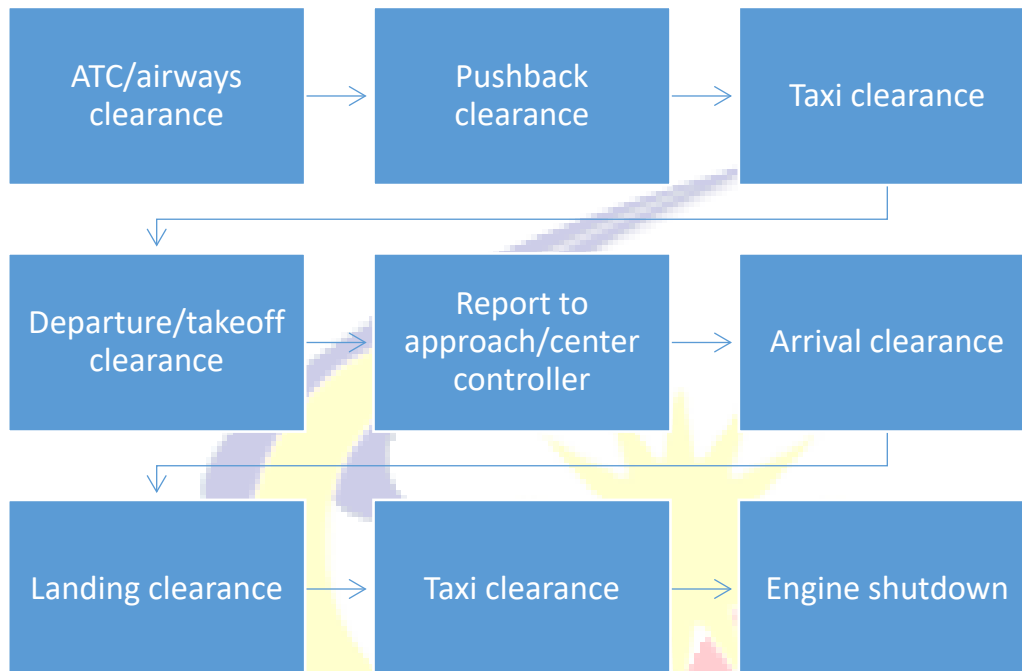 ATC/airways
clearance
Pushback
clearance
Taxi clearance
Departure/takeoff
clearance
Report to
approach/center
controller
Arrival clearance
Landing clearance
Taxi clearance
Engine shutdown